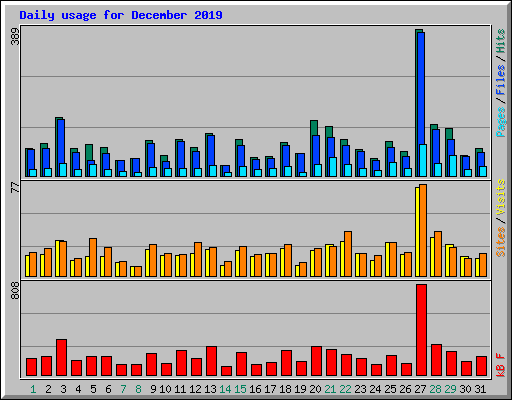 Daily usage for December 2019
389
Pages / Files / Hits
77
Sites / Visits
808
kB F
1 2 3 4 5 6 7 8 9 10 11 12 13 14 15 16 17 18 19 20 21 22 23 24 25 26 27 28 29 30 31